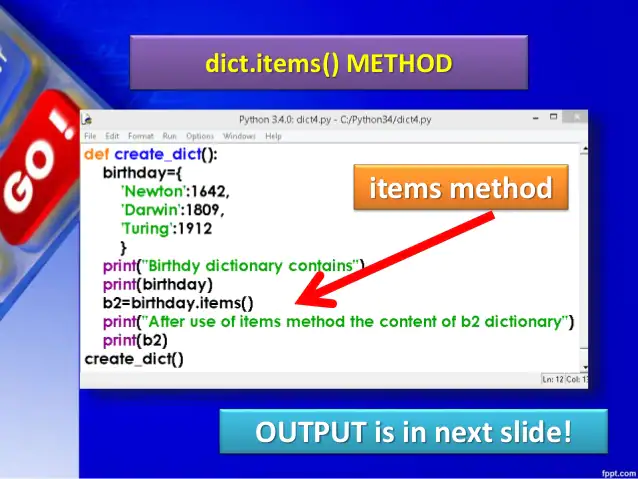 dict.items() METHOD
GO!
Python 3.4.0: dict4.py - C:/Python34/dict4.py
File Edit Format Run Options Windows Help
def create_dict():
birthday={
'Newton':1642,
'Darwin':1809,
'Turing':1912
}
print("Birthdy dictionary contains")
print(birthday)
b2=birthday.items()
print("After use of items method the content of b2 dictionary")
print(b2)
create_dict()
items method
Ln: 12 Col: 13
OUTPUT is in next slide!
fppt.com